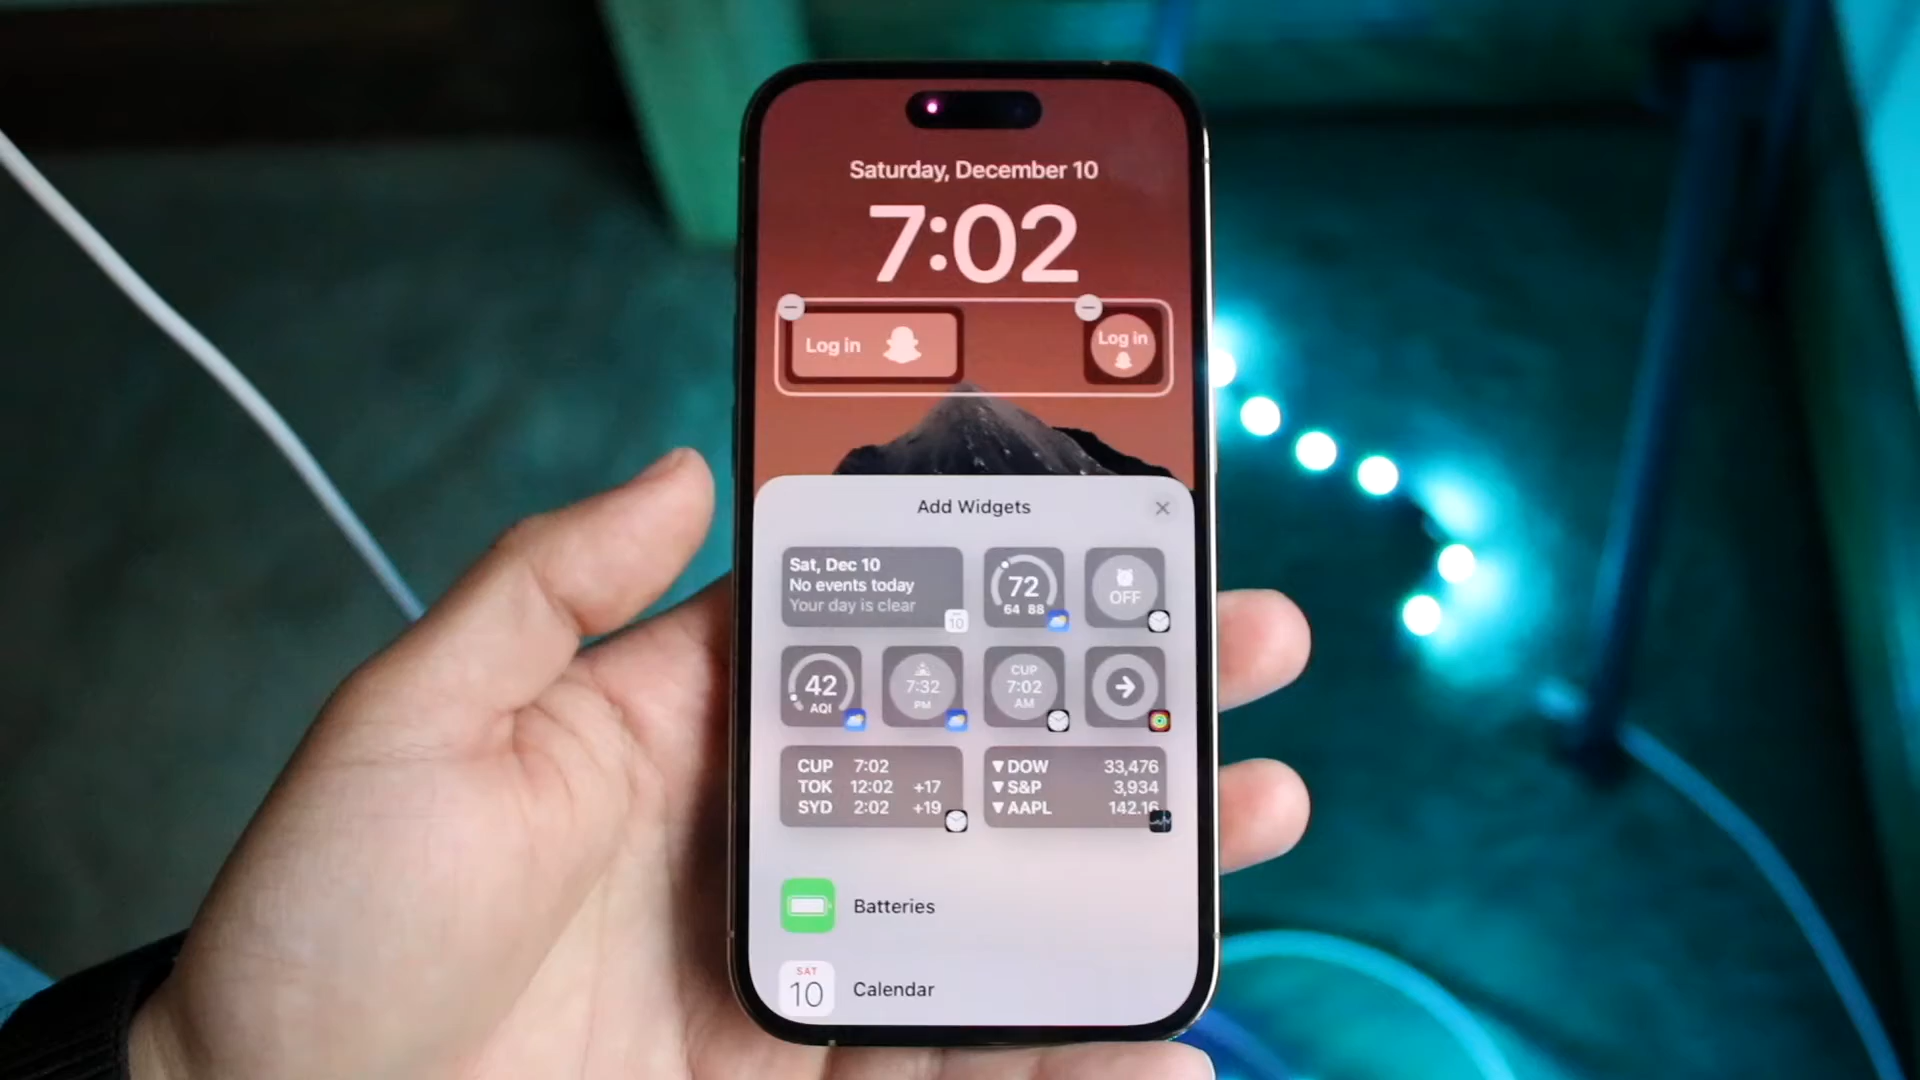 Saturday, December 10
7:02
Log in
Log in
Add Widgets
Sat, Dec 10
No events today
Your day is clear
10
72
64 88
OFF
42
AQI
7:32
PM
CUP
7:02
AM
CUP 7:02
TOK 12:02 +17
SYD 2:02 +19
▼DOW 33,476
▼S&P 3,934
▼AAPL 142.16
Batteries
SAT
10
Calendar